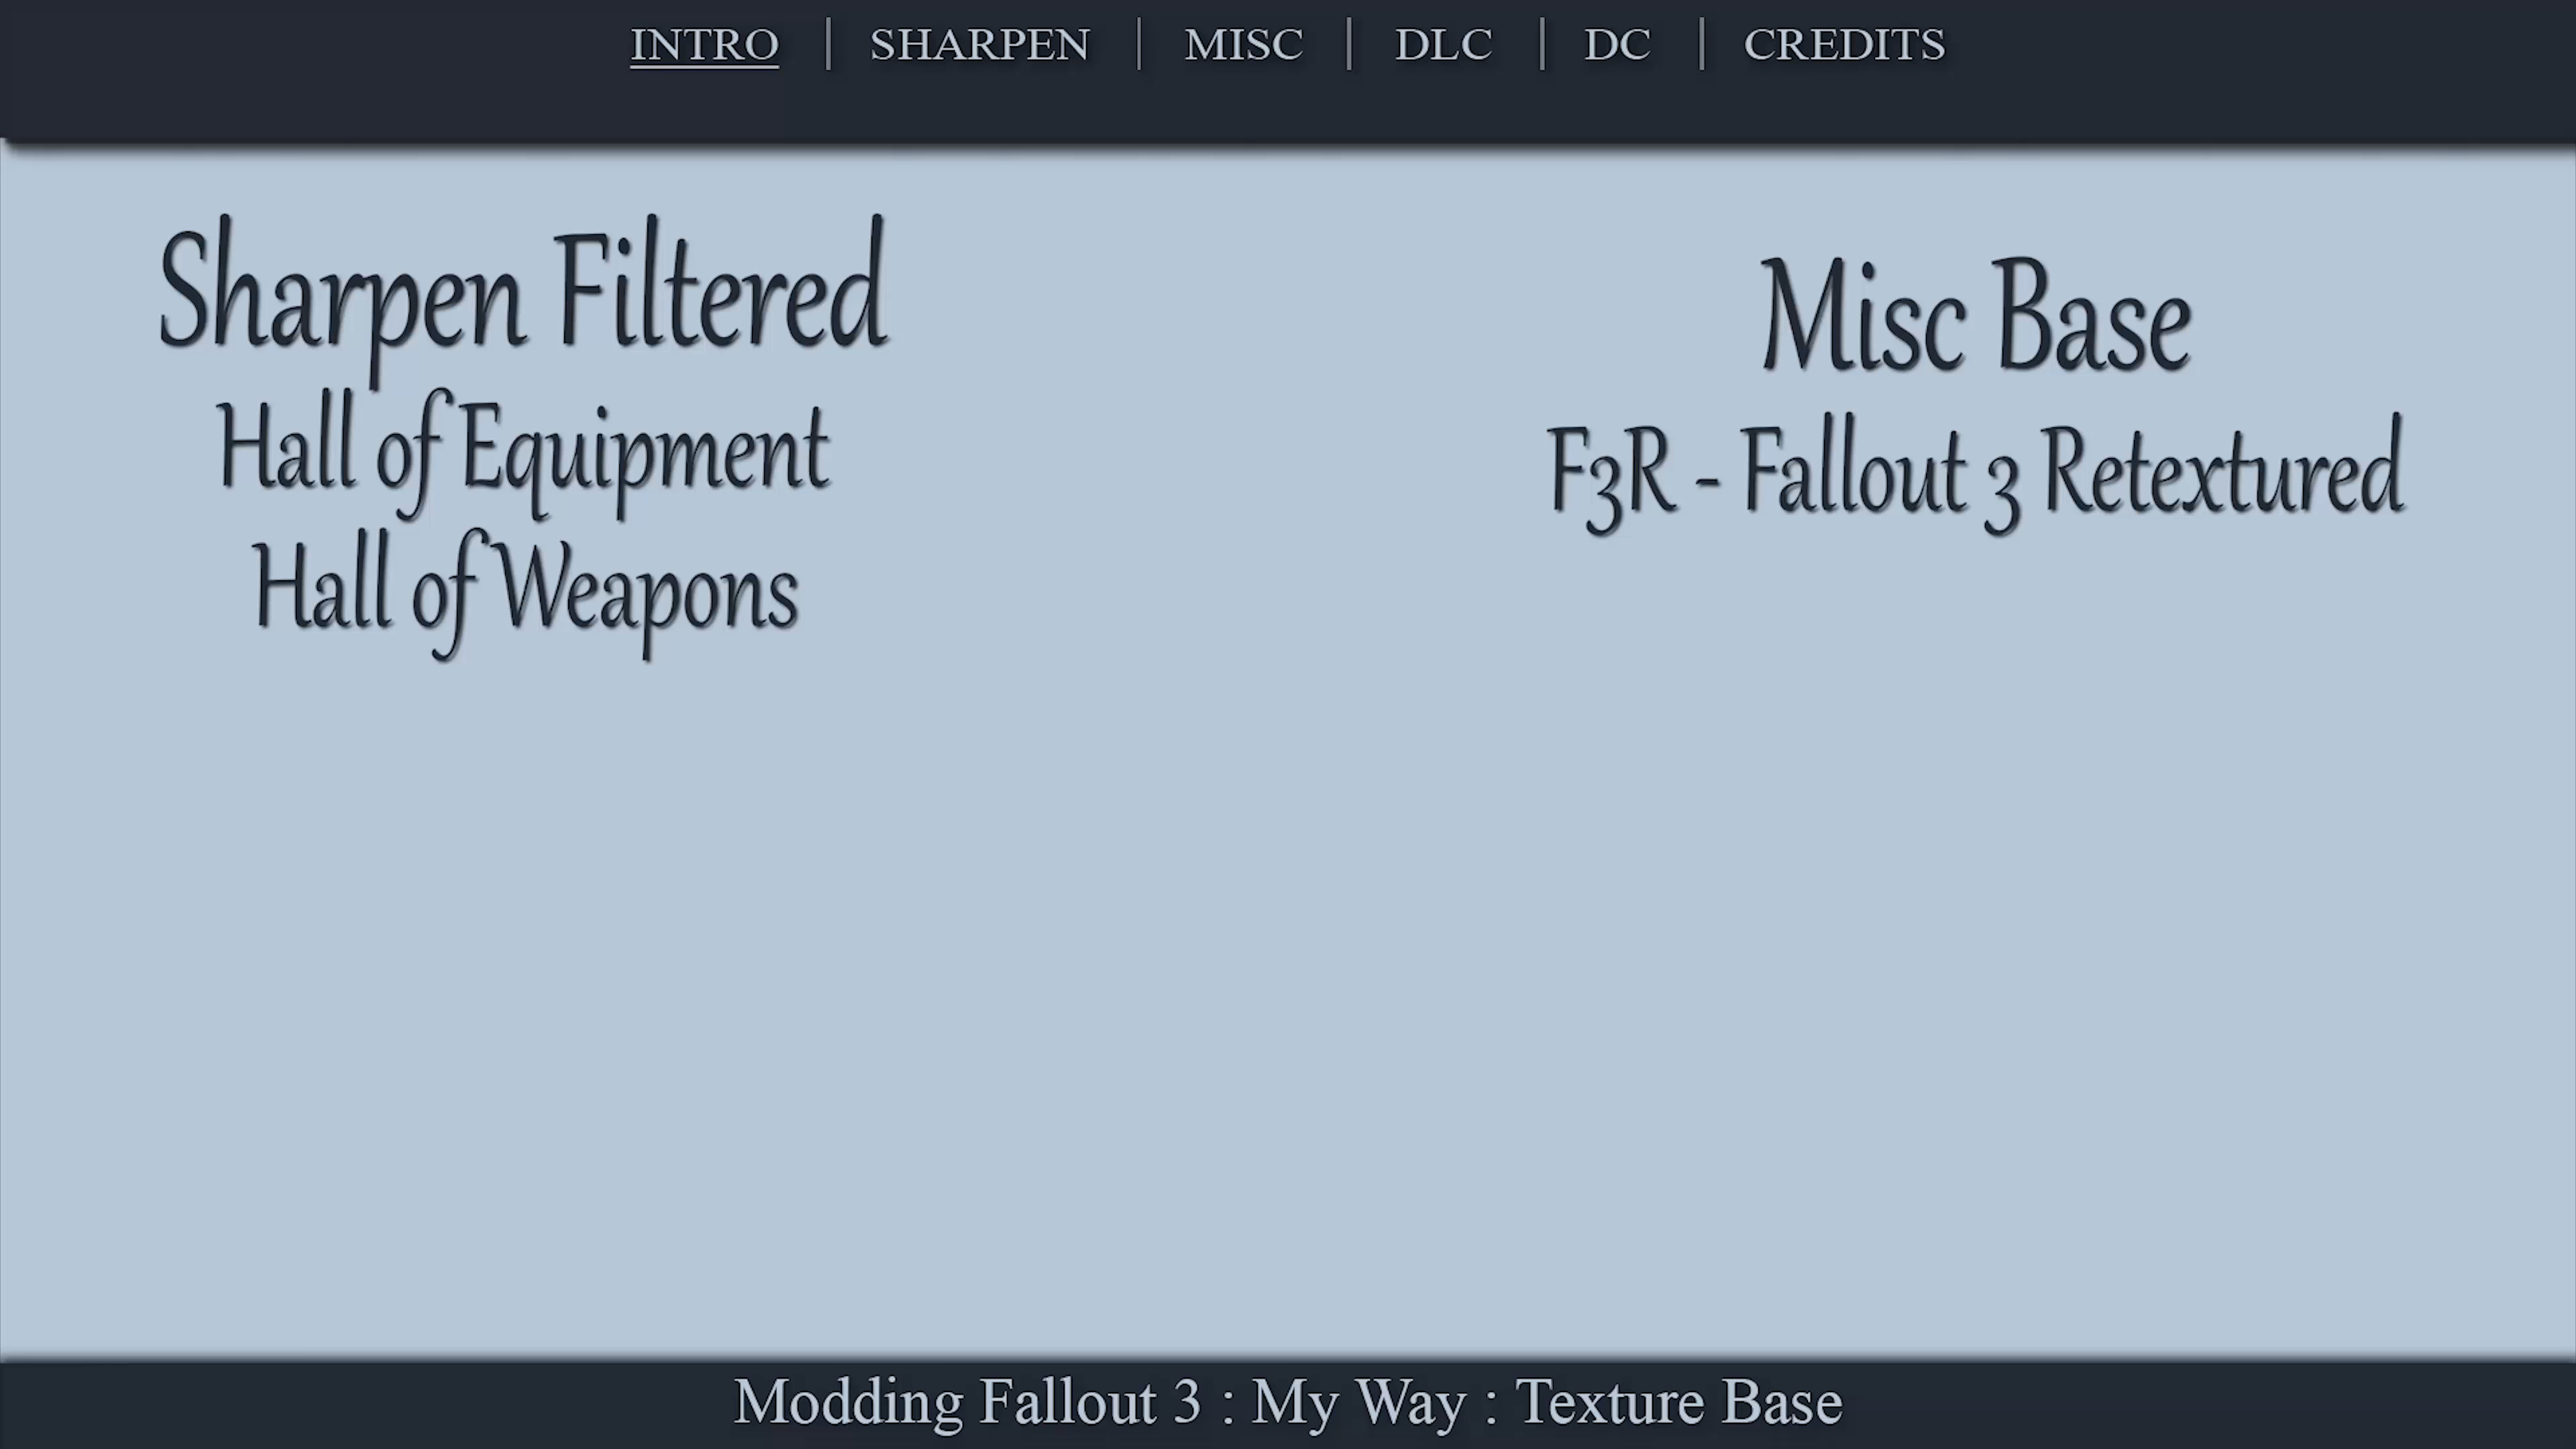 INTRO | SHARPEN | MISC | DLC | DC | CREDITS
Sharpen Filtered
Hall of Equipment
Hall of Weapons
Misc Base
F3R - Fallout 3 Retextured
Modding Fallout 3 : My Way : Texture Base